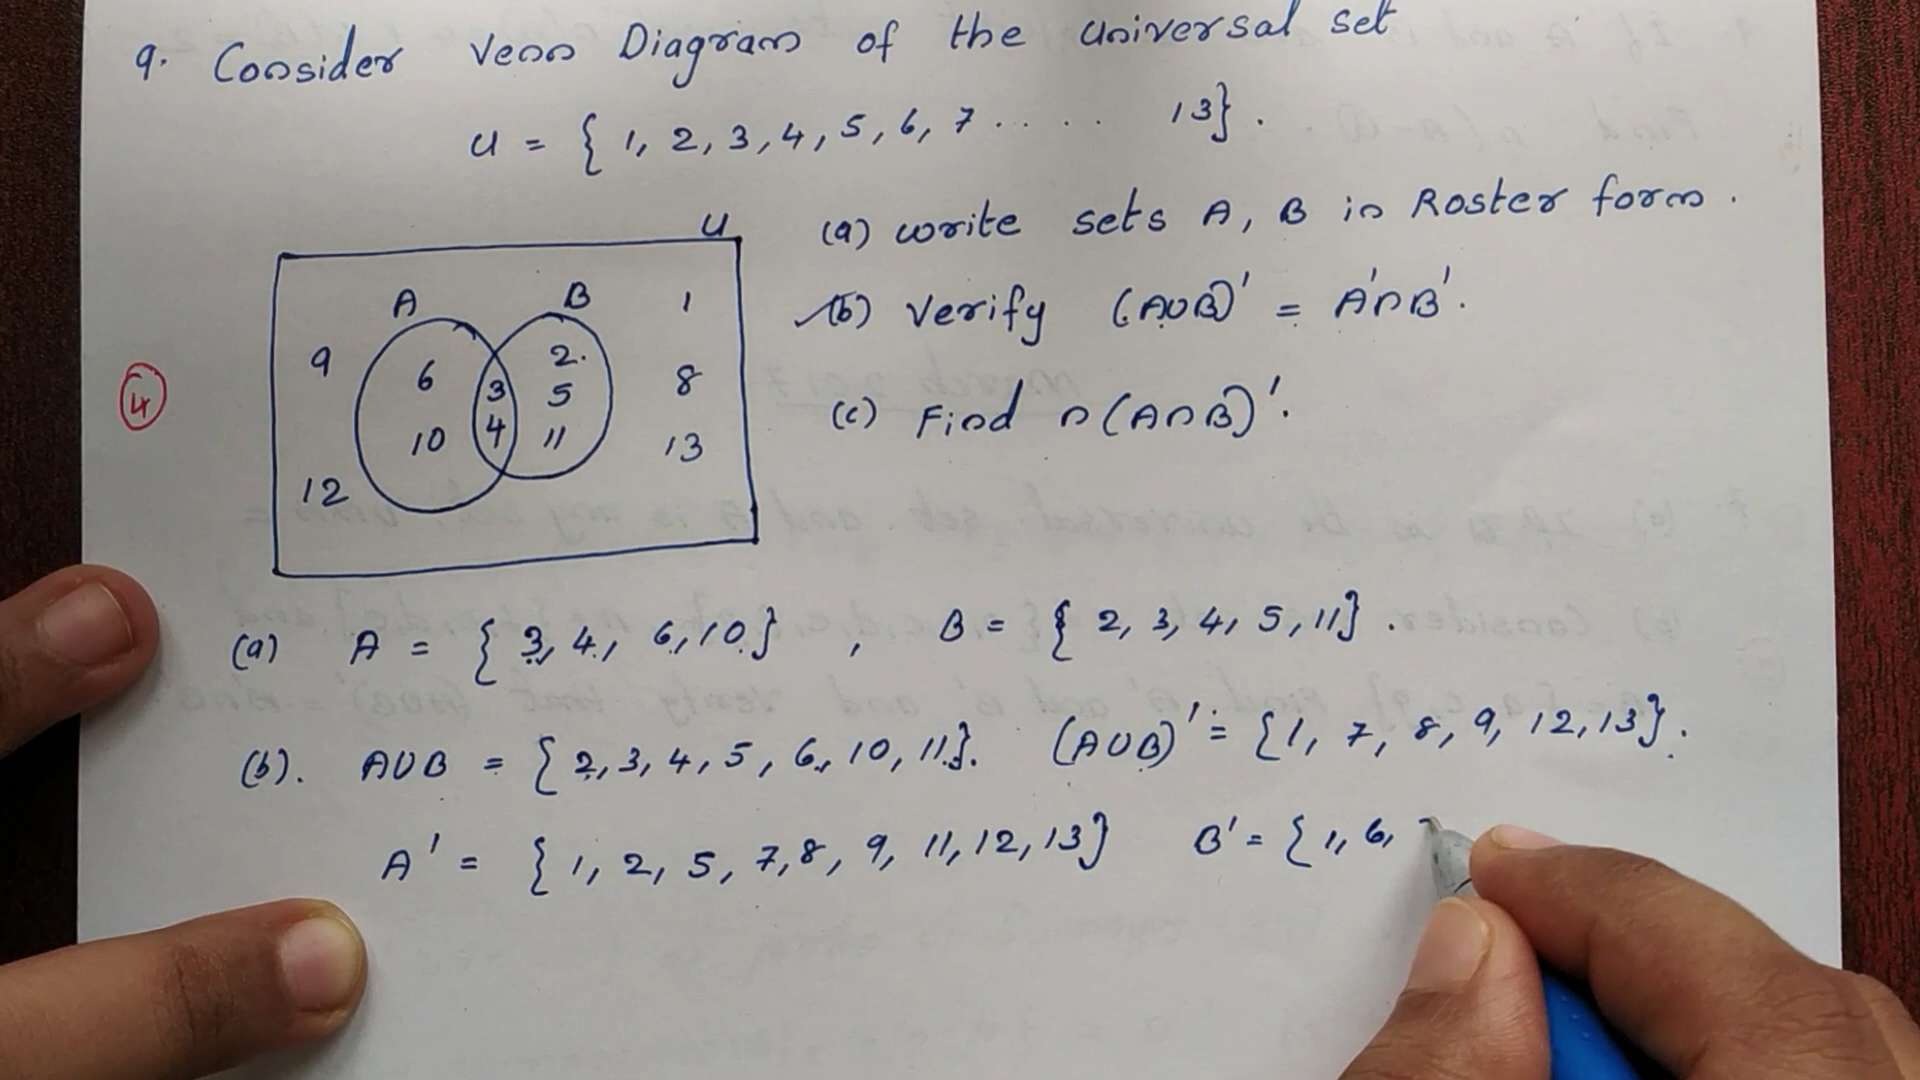 9. Consider Venn Diagram of the universal set
U = { 1, 2, 3, 4, 5, 6, 7 ..... 13} .
(a) write sets A, B in Roster form .
(b) Verify (A∪B)' = A'∩B'.
(c) Find n(A∩B)'.
U
A B 1
9 6 3 2. 8
4 5
10 11 13
12
4
(a) A = { 3, 4, 6, 10} , B = { 2, 3, 4, 5, 11} .
(b). A∪B = { 2, 3, 4, 5, 6, 10, 11}. (A∪B)' = {1, 7, 8, 9, 12, 13}.
A' = { 1, 2, 5, 7, 8, 9, 11, 12, 13} B' = { 1, 6,